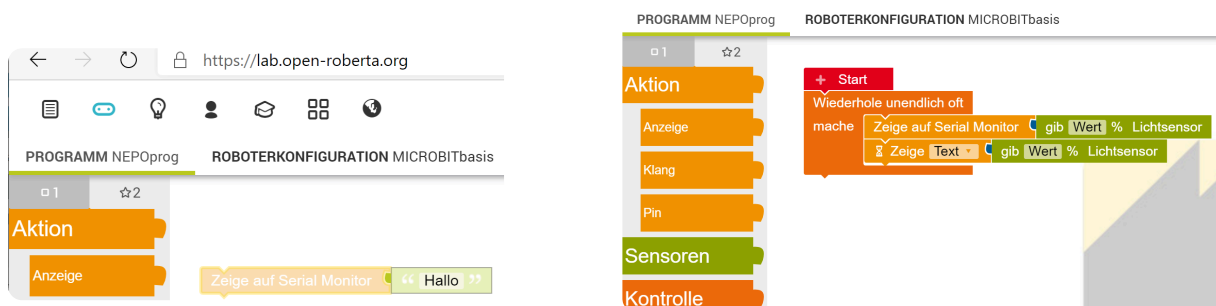 https://lab.open-roberta.org
PROGRAMM NEPOprog ROBOTERKONFIGURATION MICROBITbasis
1 2
Aktion
Anzeige
Zeige auf Serial Monitor “ Hallo ”
PROGRAMM NEPOprog ROBOTERKONFIGURATION MICROBITbasis
1 2
Aktion
Anzeige
Klang
Pin
Sensoren
Kontrolle
+ Start
Wiederhole unendlich oft
mache Zeige auf Serial Monitor gib Wert % Lichtsensor
Zeige Text gib Wert % Lichtsensor